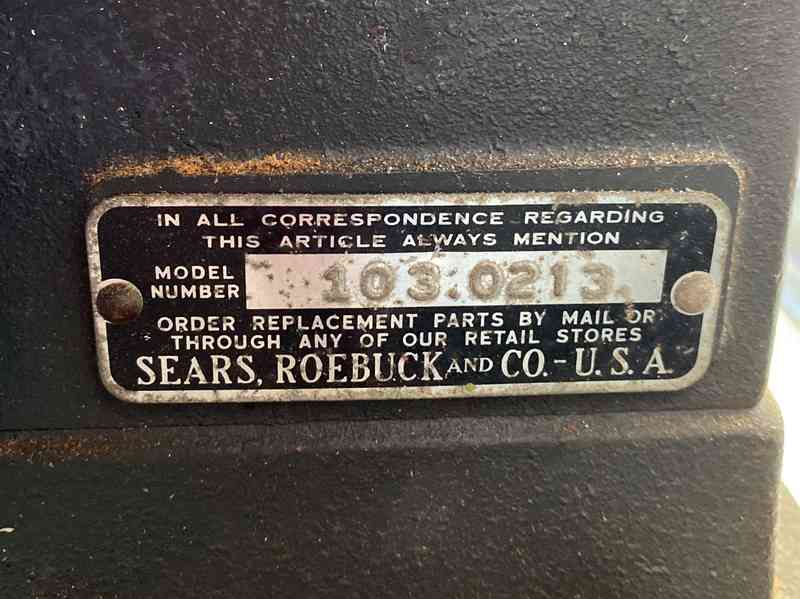 IN ALL CORRESPONDENCE REGARDING
THIS ARTICLE ALWAYS MENTION
MODEL NUMBER 103.0213
ORDER REPLACEMENT PARTS BY MAIL OR
THROUGH ANY OF OUR RETAIL STORES
SEARS, ROEBUCK AND CO. - U. S. A.